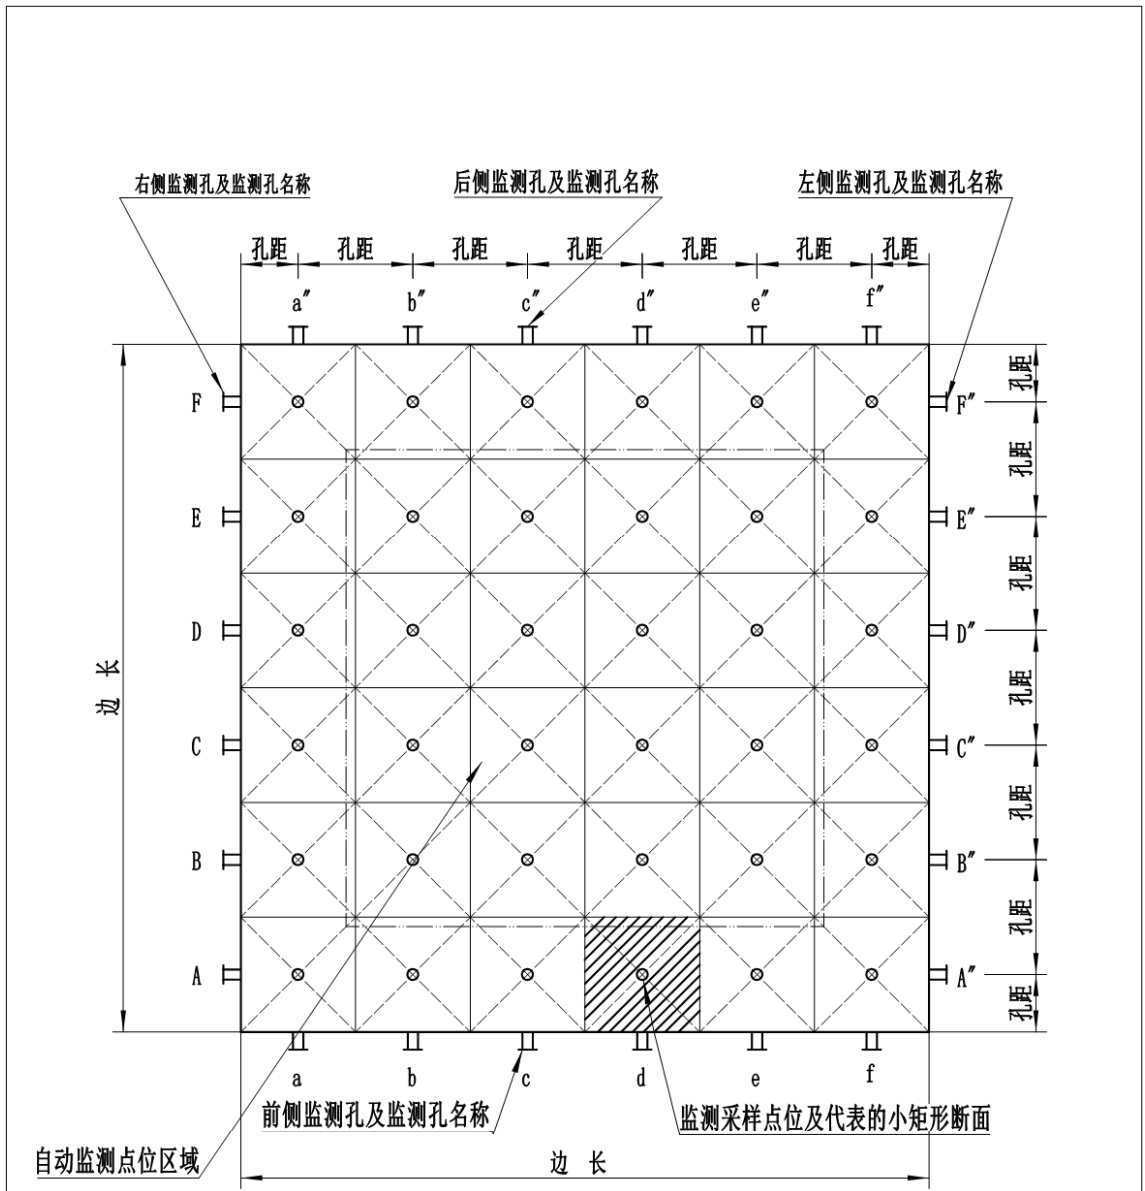 右侧监测孔及监测孔名称
后侧监测孔及监测孔名称
左侧监测孔及监测孔名称
孔距 孔距 孔距 孔距 孔距 孔距 孔距
a″ b″ c″ d″ e″ f″
孔距
F F″
孔距
E E″
孔距
D D″
边 长
孔距
C C″
孔距
B B″
孔距
A A″
孔距
a b c d e f
前侧监测孔及监测孔名称
监测采样点位及代表的小矩形断面
自动监测点位区域
边 长